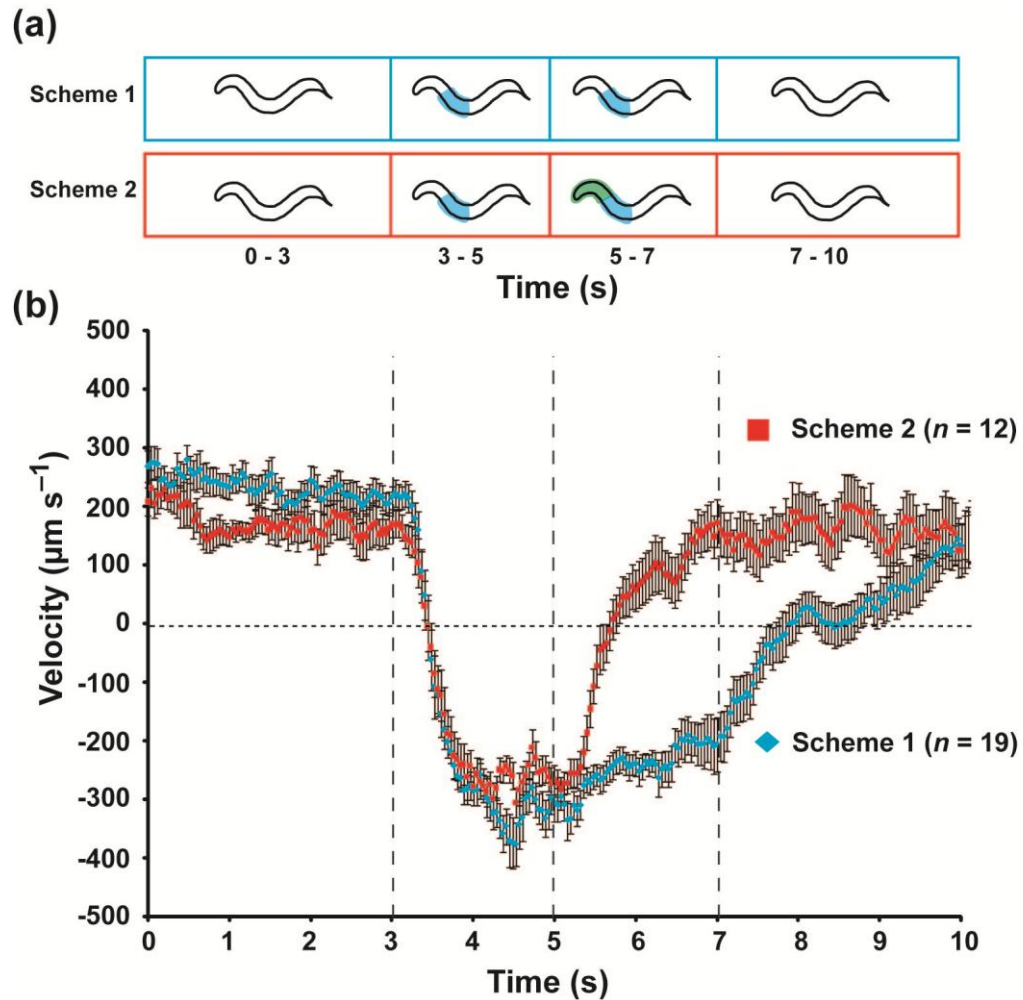 (a)
Scheme 1
Scheme 2
0 - 3 3 - 5 5 - 7 7 - 10
Time (s)
(b)
500
400
300
200
100
0
-100
-200
-300
-400
-500
Velocity (µm s⁻¹)
Scheme 2 (n = 12)
Scheme 1 (n = 19)
0 1 2 3 4 5 6 7 8 9 10
Time (s)